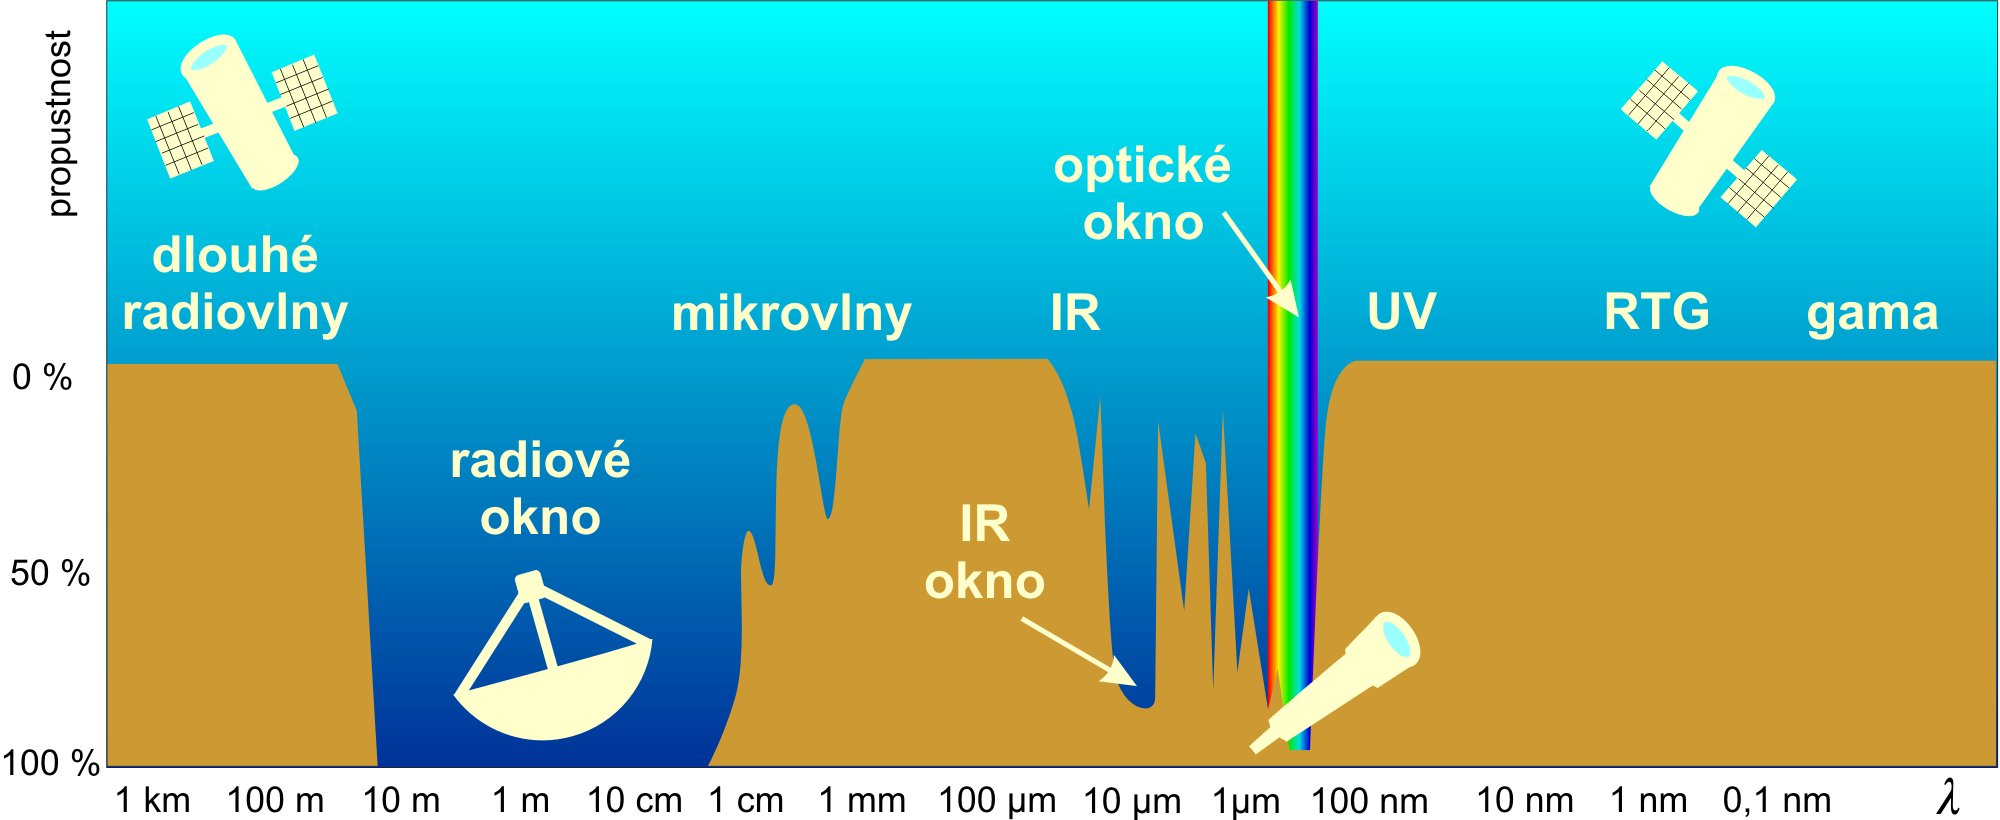 propustnost
dlouhé
radiovlny
radiové
okno
mikrovlny
IR
IR
okno
optické
okno
UV
RTG
gama
0 %
50 %
100 %
1 km 100 m 10 m 1 m 10 cm 1 cm 1 mm 100 µm 10 µm 1µm 100 nm 10 nm 1 nm 0,1 nm λ